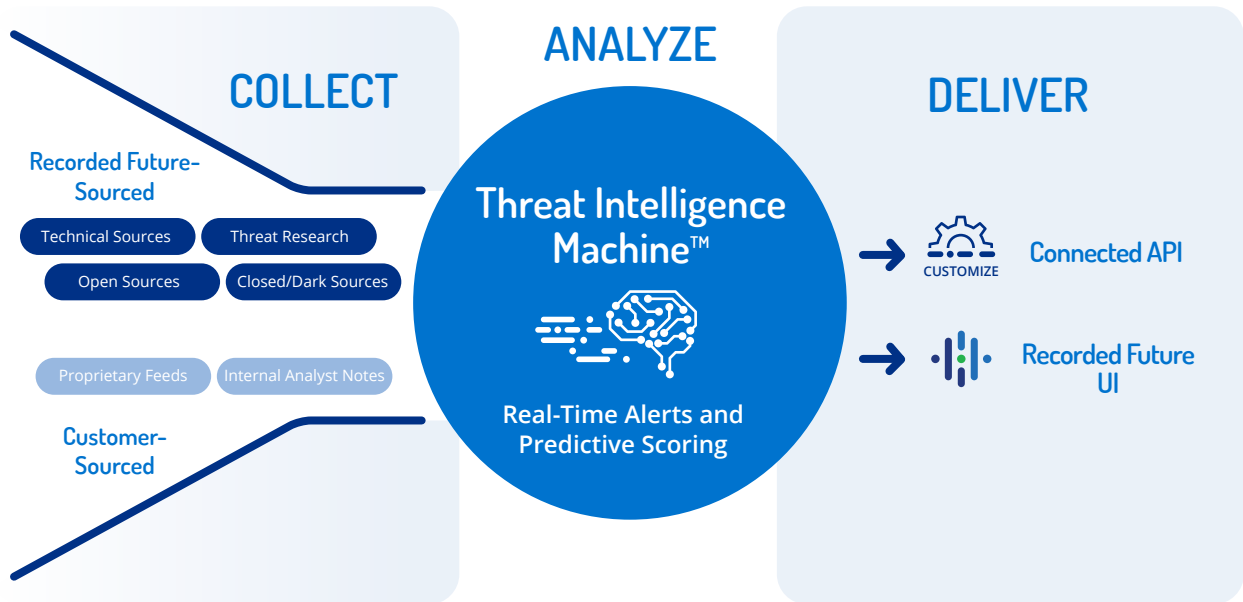 COLLECT
Recorded Future-
Sourced
Technical Sources
Threat Research
Open Sources
Closed/Dark Sources
Proprietary Feeds
Internal Analyst Notes
Customer-
Sourced
ANALYZE
Threat Intelligence
Machine™
Real-Time Alerts and
Predictive Scoring
DELIVER
CUSTOMIZE
Connected API
Recorded Future
UI